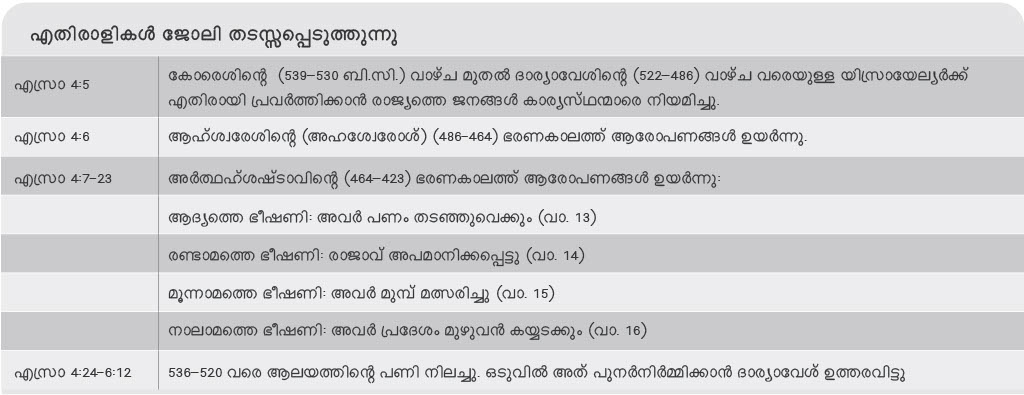 എതിരാളികൾ ജോലി തടസ്സപ്പെടുത്തുന്നു
എസ്രാ 4:5
കോരെശിന്റെ (539–530 ബി.സി.) വാഴ്ച മുതൽ ദാര്യാവേശിന്റെ (522–486) വാഴ്ച വരെയുള്ള യിസ്രായേല്യർക്ക്
എതിരായി പ്രവർത്തിക്കാൻ രാജ്യത്തെ ജനങ്ങൾ കാര്യസ്ഥന്മാരെ നിയമിച്ചു.
എസ്രാ 4:6
ആഹ്ശ്വരേശിന്റെ (അഹശ്വേരോശ്) (486-464) ഭരണകാലത്ത് ആരോപണങ്ങൾ ഉയർന്നു.
എസ്രാ 4:7-23
അർത്ഥഹ്ശഷ്ടാവിന്റെ (464–423) ഭരണകാലത്ത് ആരോപണങ്ങൾ ഉയർന്നു:
ആദ്യത്തെ ഭീഷണി: അവർ പണം തടഞ്ഞുവെക്കും (വാ. 13)
രണ്ടാമത്തെ ഭീഷണി: രാജാവ് അപമാനിക്കപ്പെട്ടു (വാ. 14)
മൂന്നാമത്തെ ഭീഷണി: അവർ മുമ്പ് മത്സരിച്ചു (വാ. 15)
നാലാമത്തെ ഭീഷണി: അവർ പ്രദേശം മുഴുവൻ കയ്യടക്കും (വാ. 16)
എസ്രാ 4:24-6:12
536–520 വരെ ആലയത്തിന്റെ പണി നിലച്ചു. ഒടുവിൽ അത് പുനർനിർമ്മിക്കാൻ ദാര്യാവേശ് ഉത്തരവിട്ടു